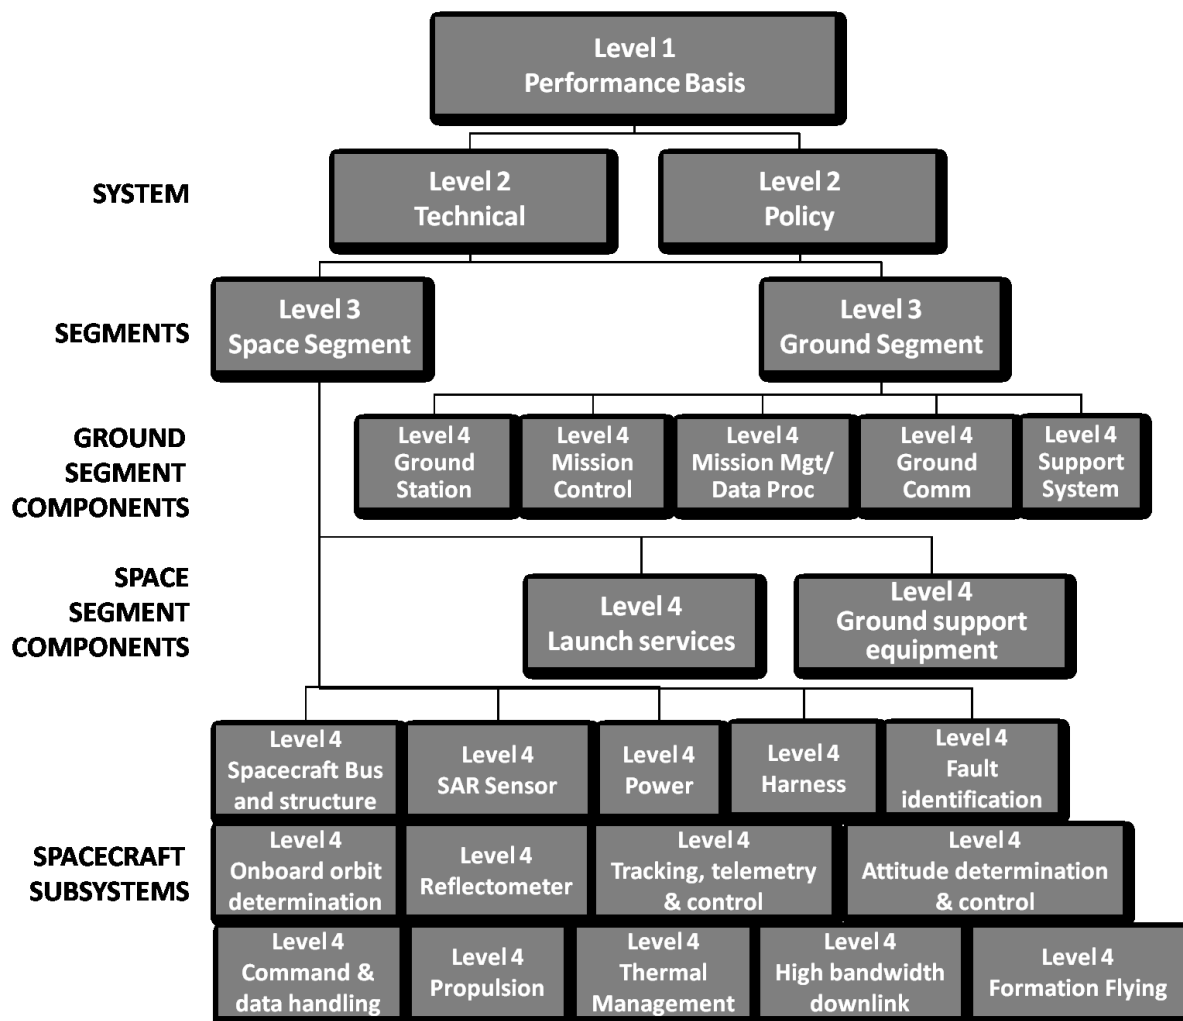 Level 1
Performance Basis
SYSTEM
Level 2
Technical
Level 2
Policy
SEGMENTS
Level 3
Space Segment
Level 3
Ground Segment
GROUND
SEGMENT
COMPONENTS
Level 4
Ground
Station
Level 4
Mission
Control
Level 4
Mission Mgt/
Data Proc
Level 4
Ground
Comm
Level 4
Support
System
SPACE
SEGMENT
COMPONENTS
Level 4
Launch services
Level 4
Ground support
equipment
SPACECRAFT
SUBSYSTEMS
Level 4
Spacecraft Bus
and structure
Level 4
SAR Sensor
Level 4
Power
Level 4
Harness
Level 4
Fault
identification
Level 4
Onboard orbit
determination
Level 4
Reflectometer
Level 4
Tracking, telemetry
& control
Level 4
Attitude determination
& control
Level 4
Command &
data handling
Level 4
Propulsion
Level 4
Thermal
Management
Level 4
High bandwidth
downlink
Level 4
Formation Flying